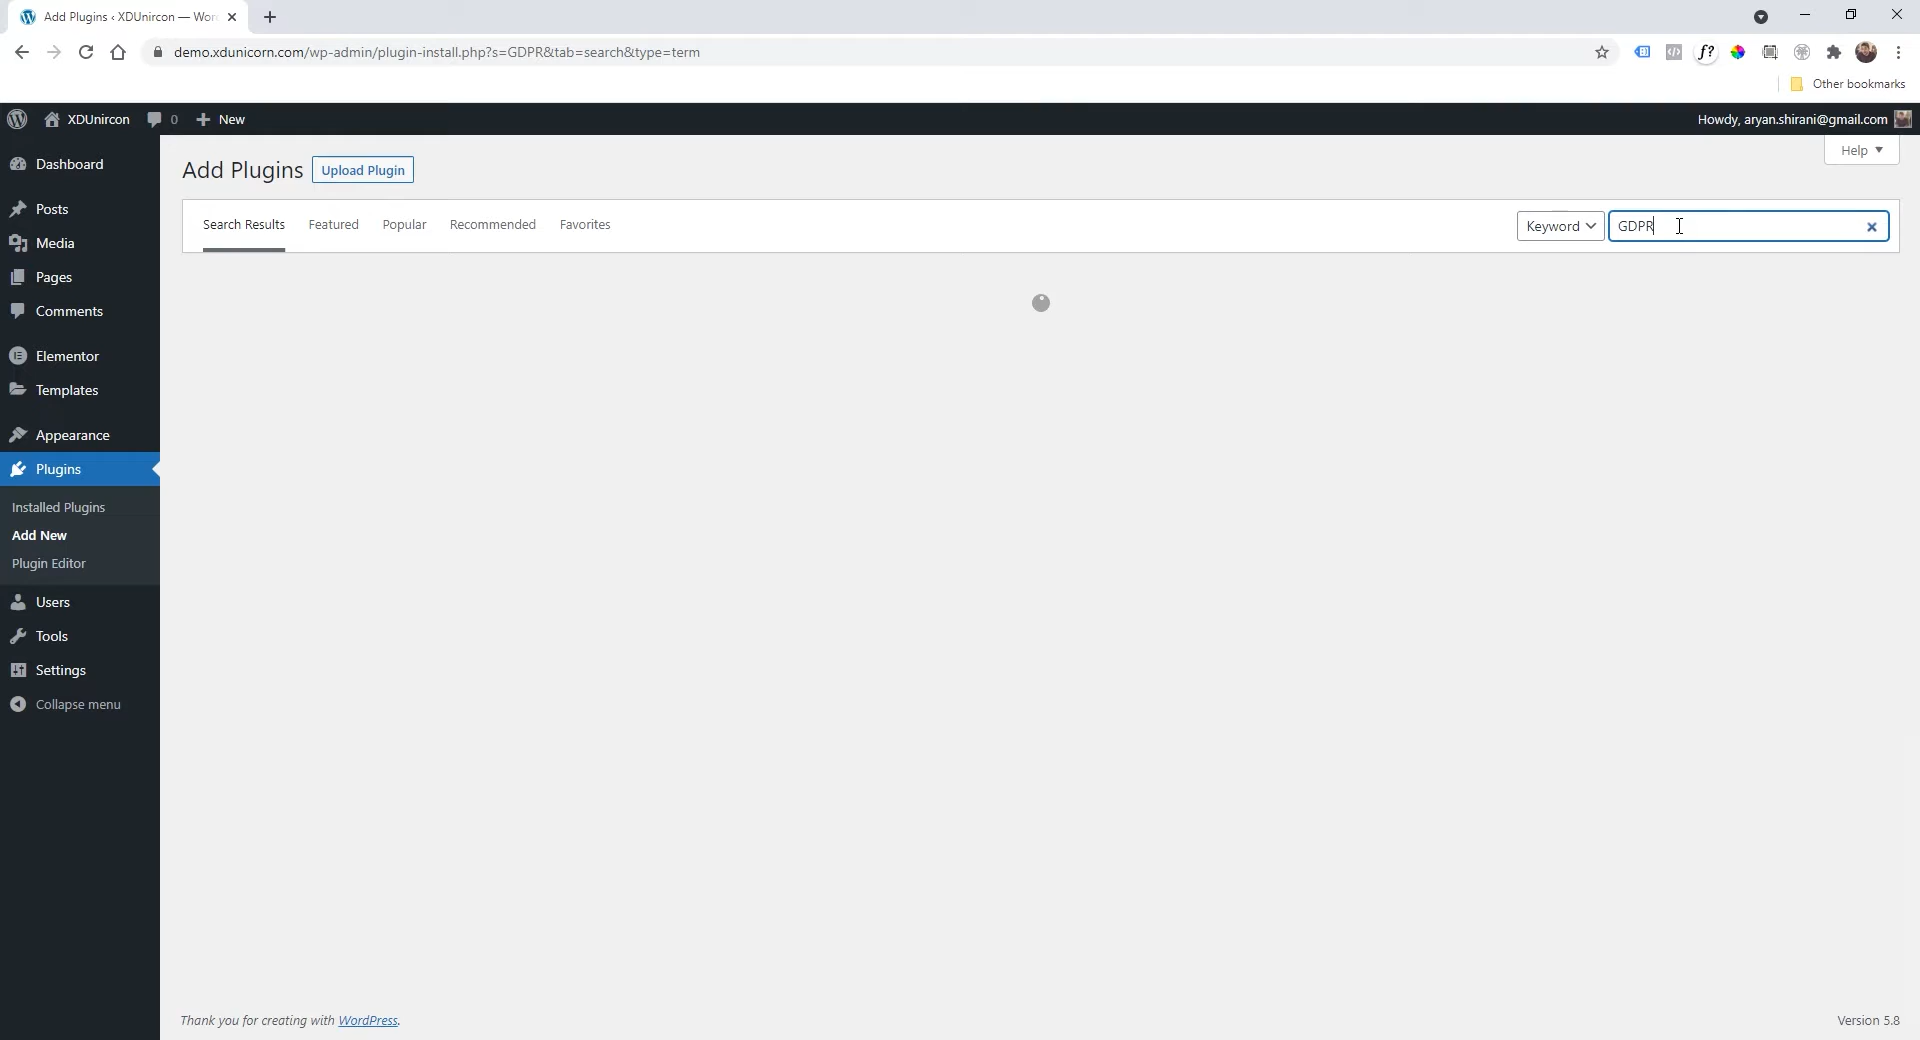 Add Plugins ‹ XDUnircon — Wor
demo.xdunicorn.com/wp-admin/plugin-install.php?s=GDPR&tab=search&type=term
f?
Other bookmarks
XDUnircon
0
New
Howdy, aryan.shirani@gmail.com
Dashboard
Posts
Media
Pages
Comments
Elementor
Templates
Appearance
Plugins
Installed Plugins
Add New
Plugin Editor
Users
Tools
Settings
Collapse menu
Add Plugins
Upload Plugin
Help
Search Results
Featured
Popular
Recommended
Favorites
Keyword
GDPR
Thank you for creating with WordPress.
Version 5.8